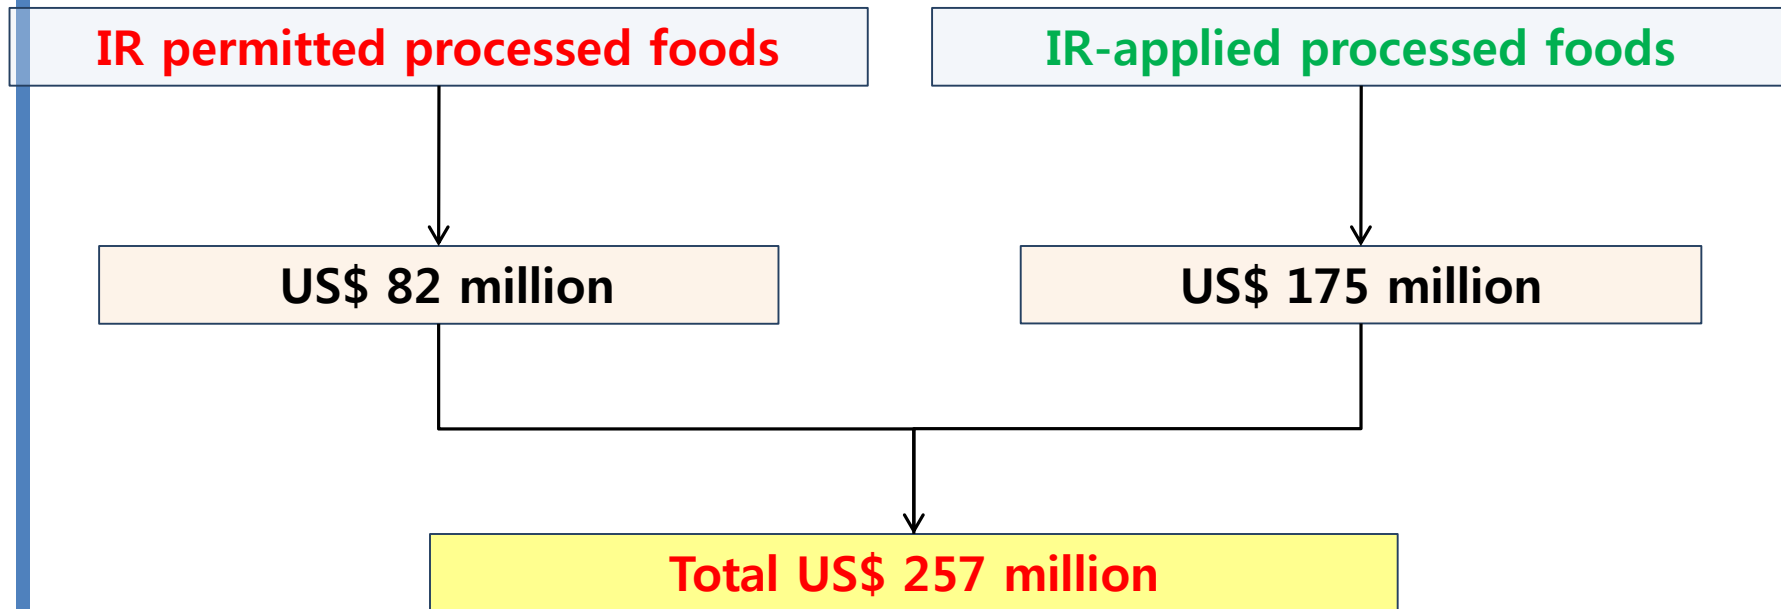 IR permitted processed foods
IR-applied processed foods
US$ 82 million
US$ 175 million
Total US$ 257 million